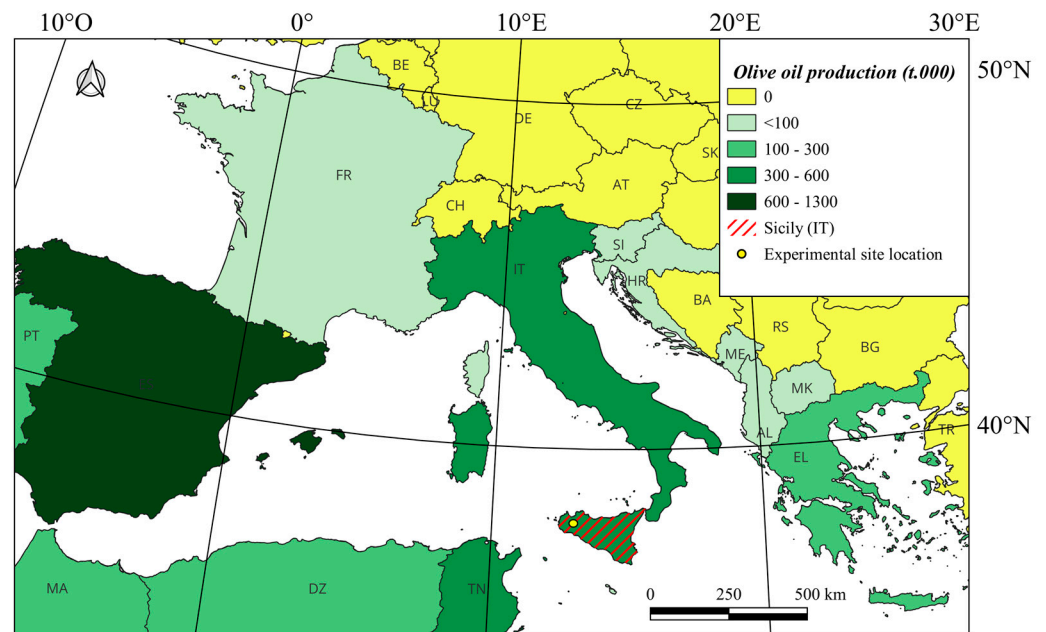 10°O 0° 10°E 20°E 30°E
50°N
40°N
Olive oil production (t.000)
0
<100
100 - 300
300 - 600
600 - 1300
Sicily (IT)
Experimental site location
BE
LU
CZ
DE
SK
FR
AT
CH
SI
IT
HR
BA
PT
RS
BG
ME
MK
AL
TR
EL
MA
DZ
TN
0 250 500 km